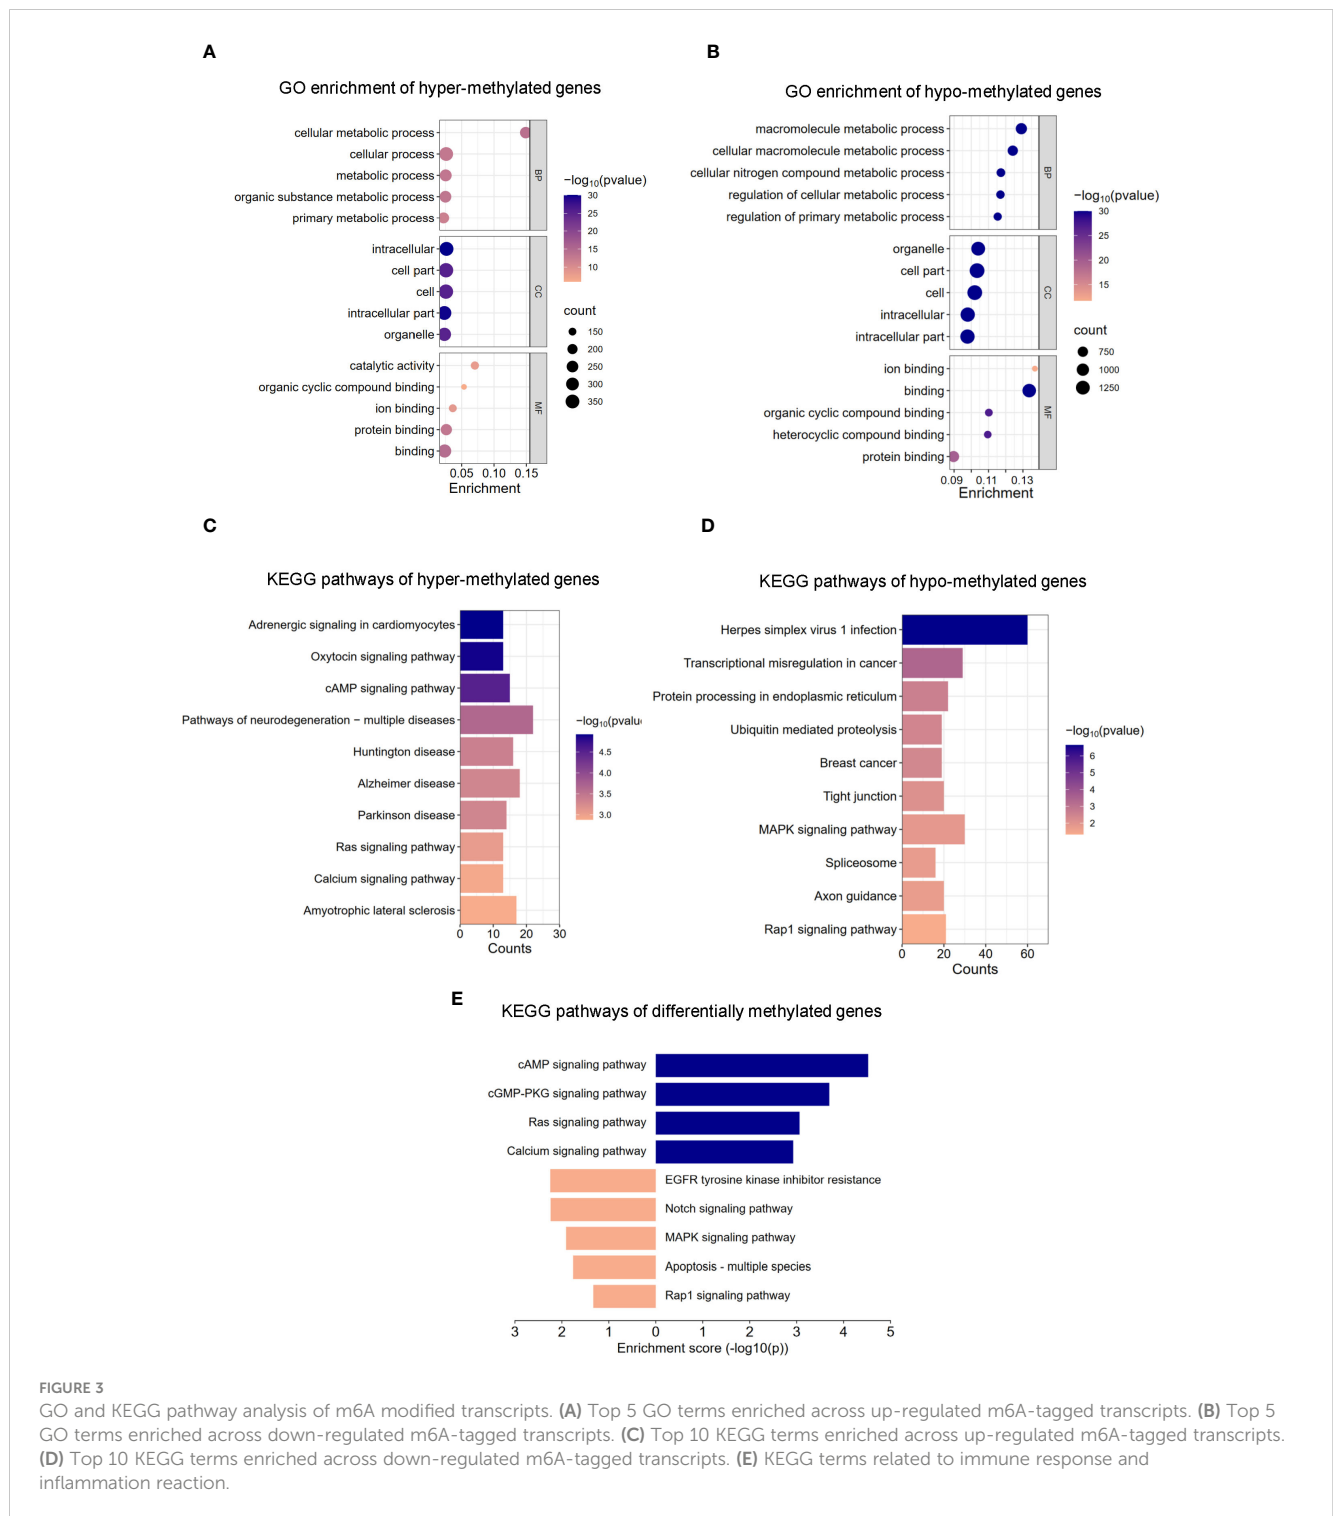 A
GO enrichment of hyper-methylated genes
cellular metabolic process
cellular process
metabolic process
organic substance metabolic process
primary metabolic process
BP
intracellular
cell part
cell
intracellular part
organelle
CC
catalytic activity
organic cyclic compound binding
ion binding
protein binding
binding
MF
0.05 0.10 0.15
Enrichment
−log10(pvalue)
30
25
20
15
10
count
150
200
250
300
350
B
GO enrichment of hypo-methylated genes
macromolecule metabolic process
cellular macromolecule metabolic process
cellular nitrogen compound metabolic process
regulation of cellular metabolic process
regulation of primary metabolic process
BP
organelle
cell part
cell
intracellular
intracellular part
CC
ion binding
binding
organic cyclic compound binding
heterocyclic compound binding
protein binding
MF
0.09 0.11 0.13
Enrichment
−log10(pvalue)
30
25
20
15
count
750
1000
1250
C
KEGG pathways of hyper-methylated genes
Adrenergic signaling in cardiomyocytes
Oxytocin signaling pathway
cAMP signaling pathway
Pathways of neurodegeneration − multiple diseases
Huntington disease
Alzheimer disease
Parkinson disease
Ras signaling pathway
Calcium signaling pathway
Amyotrophic lateral sclerosis
0 10 20 30
Counts
−log10(pvalu
4.5
4.0
3.5
3.0
D
KEGG pathways of hypo-methylated genes
Herpes simplex virus 1 infection
Transcriptional misregulation in cancer
Protein processing in endoplasmic reticulum
Ubiquitin mediated proteolysis
Breast cancer
Tight junction
MAPK signaling pathway
Spliceosome
Axon guidance
Rap1 signaling pathway
0 20 40 60
Counts
−log10(pvalue)
6
5
4
3
2
E
KEGG pathways of differentially methylated genes
cAMP signaling pathway
cGMP-PKG signaling pathway
Ras signaling pathway
Calcium signaling pathway
EGFR tyrosine kinase inhibitor resistance
Notch signaling pathway
MAPK signaling pathway
Apoptosis - multiple species
Rap1 signaling pathway
3 2 1 0 1 2 3 4 5
Enrichment score (-log10(p))
FIGURE 3
GO and KEGG pathway analysis of m6A modified transcripts. (A) Top 5 GO terms enriched across up-regulated m6A-tagged transcripts. (B) Top 5
GO terms enriched across down-regulated m6A-tagged transcripts. (C) Top 10 KEGG terms enriched across up-regulated m6A-tagged transcripts.
(D) Top 10 KEGG terms enriched across down-regulated m6A-tagged transcripts. (E) KEGG terms related to immune response and
inflammation reaction.